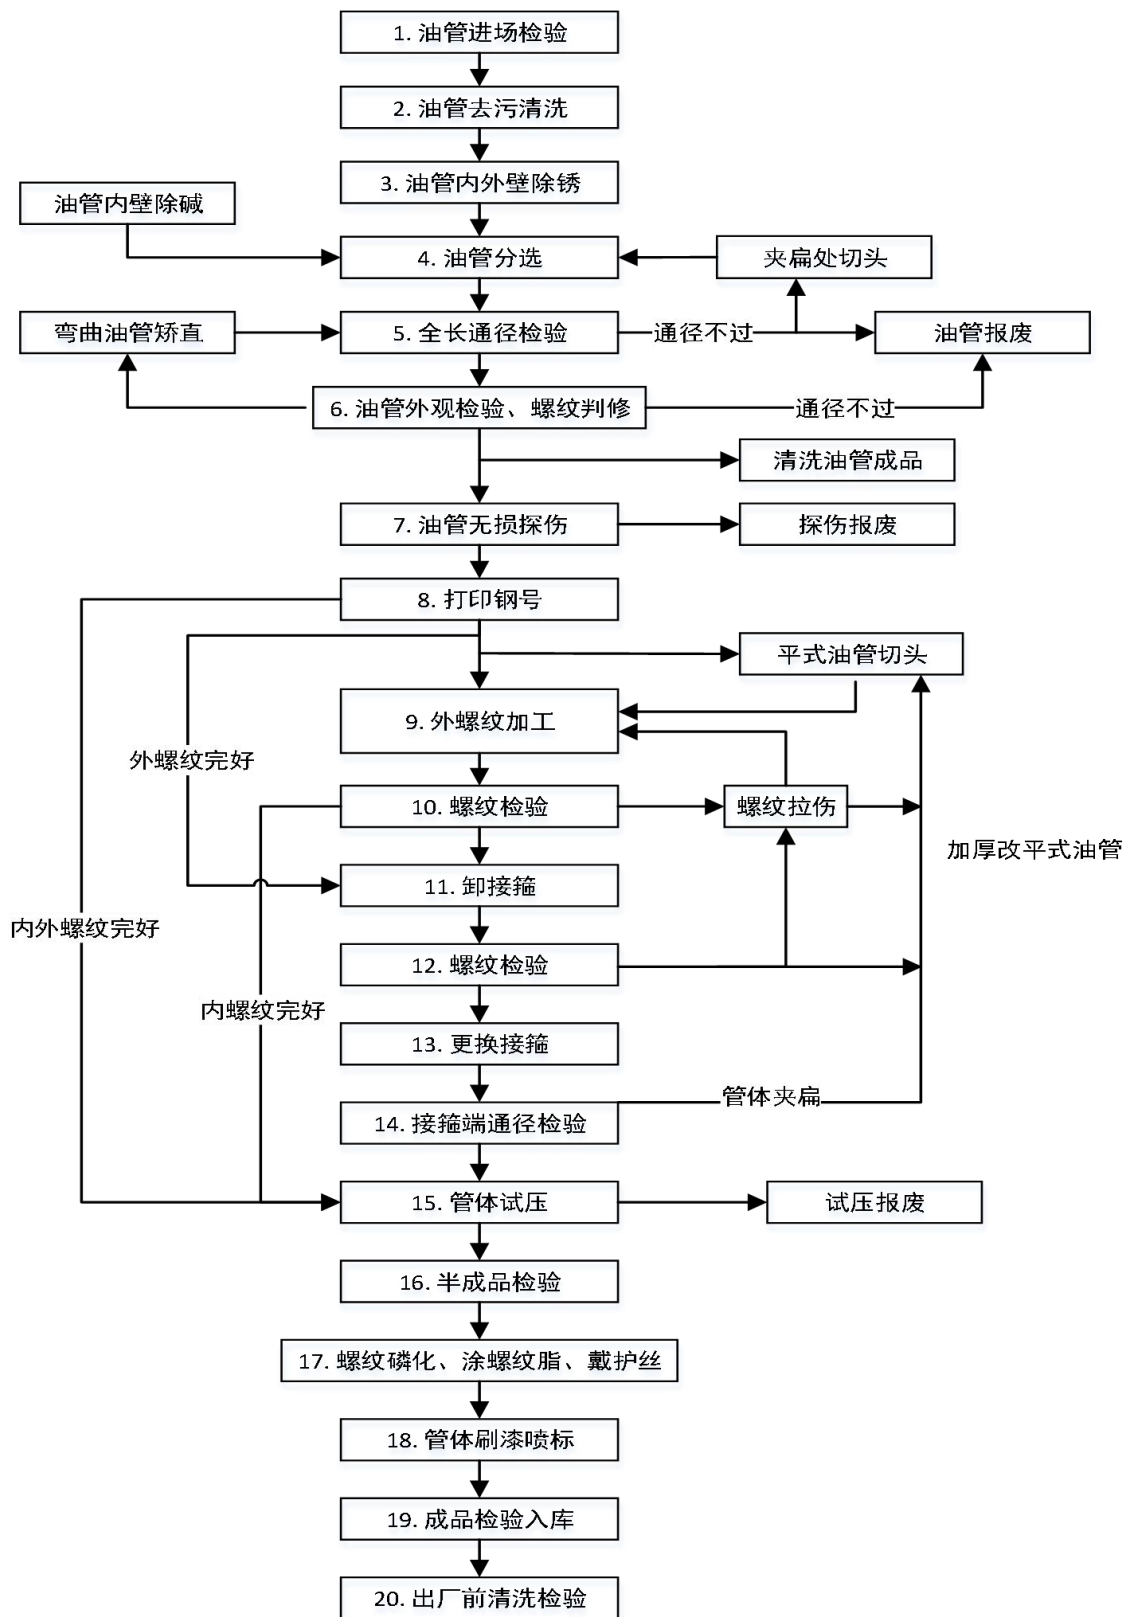 1. 油管进场检验
2. 油管去污清洗
3. 油管内外壁除锈
油管内壁除碱
4. 油管分选
夹扁处切头
弯曲油管矫直
5. 全长通径检验
通径不过
油管报废
6. 油管外观检验、螺纹判修
通径不过
清洗油管成品
7. 油管无损探伤
探伤报废
8. 打印钢号
平式油管切头
9. 外螺纹加工
外螺纹完好
10. 螺纹检验
螺纹拉伤
加厚改平式油管
11. 卸接箍
内外螺纹完好
12. 螺纹检验
内螺纹完好
13. 更换接箍
管体夹扁
14. 接箍端通径检验
15. 管体试压
试压报废
16. 半成品检验
17. 螺纹磷化、涂螺纹脂、戴护丝
18. 管体刷漆喷标
19. 成品检验入库
20. 出厂前清洗检验